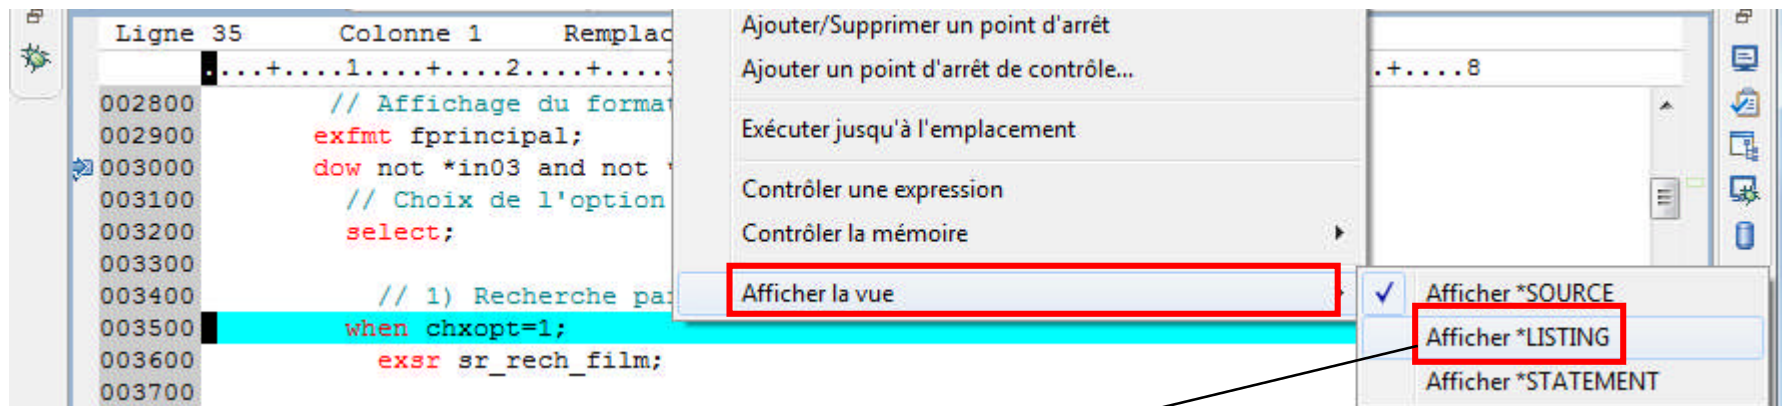 Ligne 35 Colonne 1 Remplac
....+....1....+....2....+....3
.+....8
002800 // Affichage du format
002900 exfmt fprincipal;
003000 dow not *in03 and not
003100 // Choix de l'option
003200 select;
003300
003400 // 1) Recherche pa
003500 when chxopt=1;
003600 exsr sr_rech_film;
003700
Ajouter/Supprimer un point d'arrêt
Ajouter un point d'arrêt de contrôle...
Exécuter jusqu'à l'emplacement
Contrôler une expression
Contrôler la mémoire
Afficher la vue
Afficher *SOURCE
Afficher *LISTING
Afficher *STATEMENT